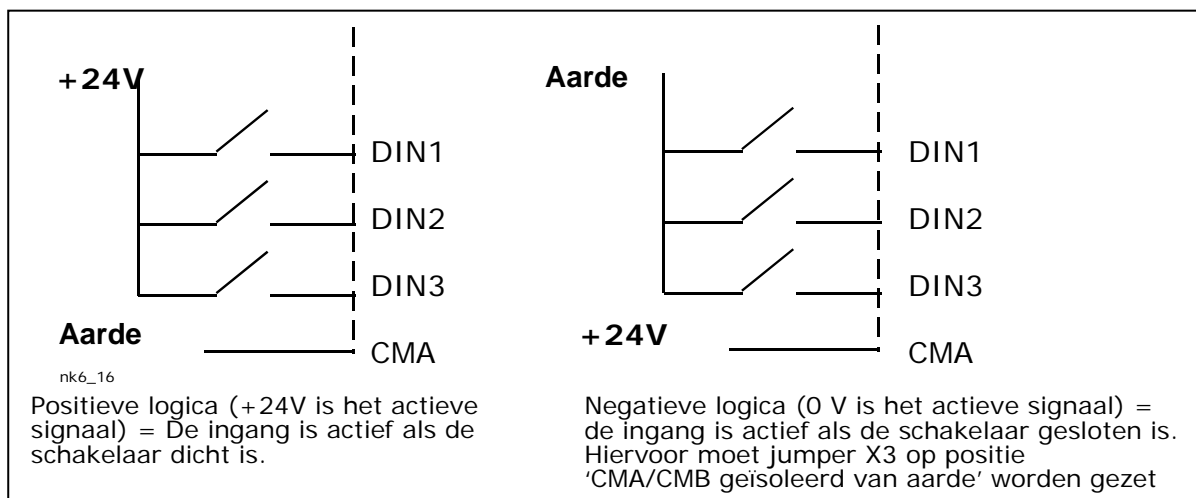 +24V
DIN1
DIN2
DIN3
Aarde
CMA
nk6_16
Positieve logica (+24V is het actieve
signaal) = De ingang is actief als de
schakelaar dicht is.
Aarde
DIN1
DIN2
DIN3
+24V
CMA
Negatieve logica (0 V is het actieve signaal) =
de ingang is actief als de schakelaar gesloten is.
Hiervoor moet jumper X3 op positie
‘CMA/CMB geïsoleerd van aarde’ worden gezet